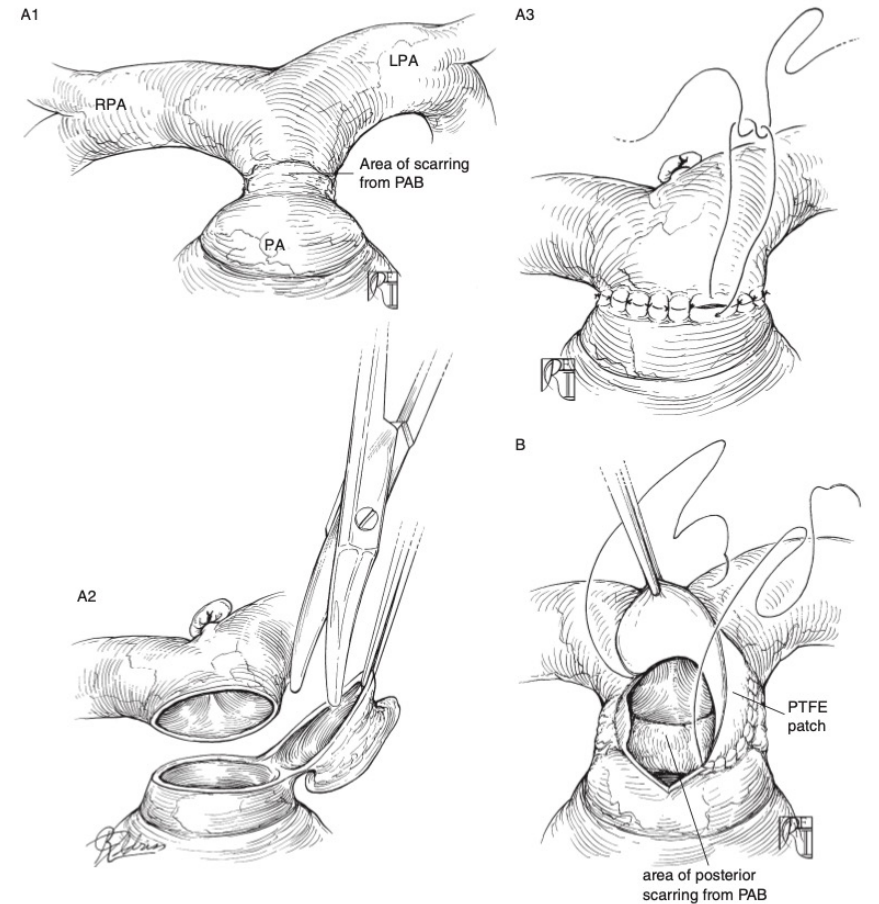 A1
RPA
LPA
Area of scarring
from PAB
PA
A2
A3
B
PTFE
patch
area of posterior
scarring from PAB